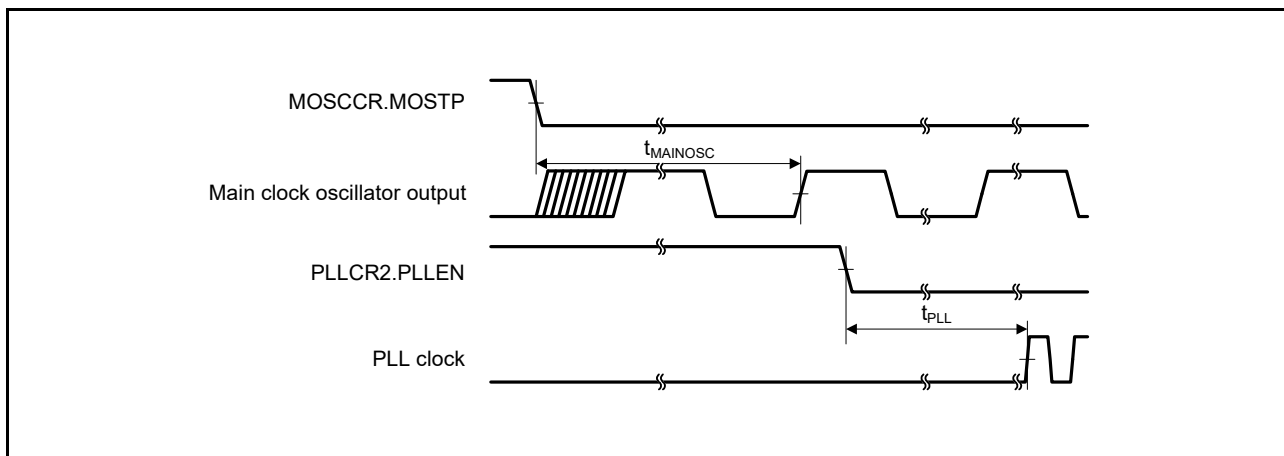 MOSCCR.MOSTP
tMAINOSC
Main clock oscillator output
PLLCR2.PLLEN
tPLL
PLL clock